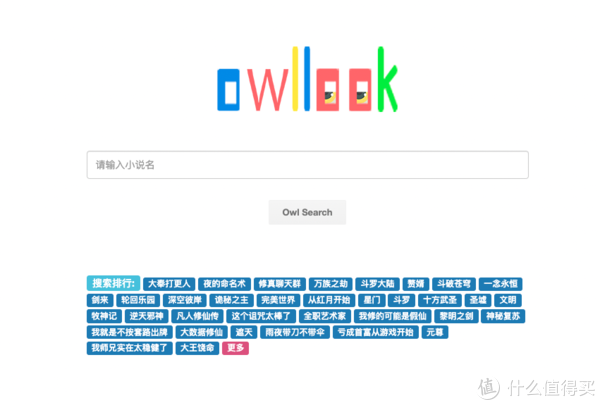 owllook
请输入小说名
Owl Search
搜索排行: 大奉打更人 夜的命名术 修真聊天群 万族之劫 斗罗大陆 赘婿 斗破苍穹 一念永恒
剑来 轮回乐园 深空彼岸 诡秘之主 完美世界 从红月开始 星门 斗罗 十方武圣 圣墟 文明
牧神记 逆天邪神 凡人修仙传 这个诅咒太棒了 全职艺术家 我修的可能是假仙 黎明之剑 神秘复苏
我就是不按套路出牌 大数据修仙 遮天 雨夜带刀不带伞 亏成首富从游戏开始 元尊
我师兄实在太稳健了 大王饶命 更多
值 什么值得买